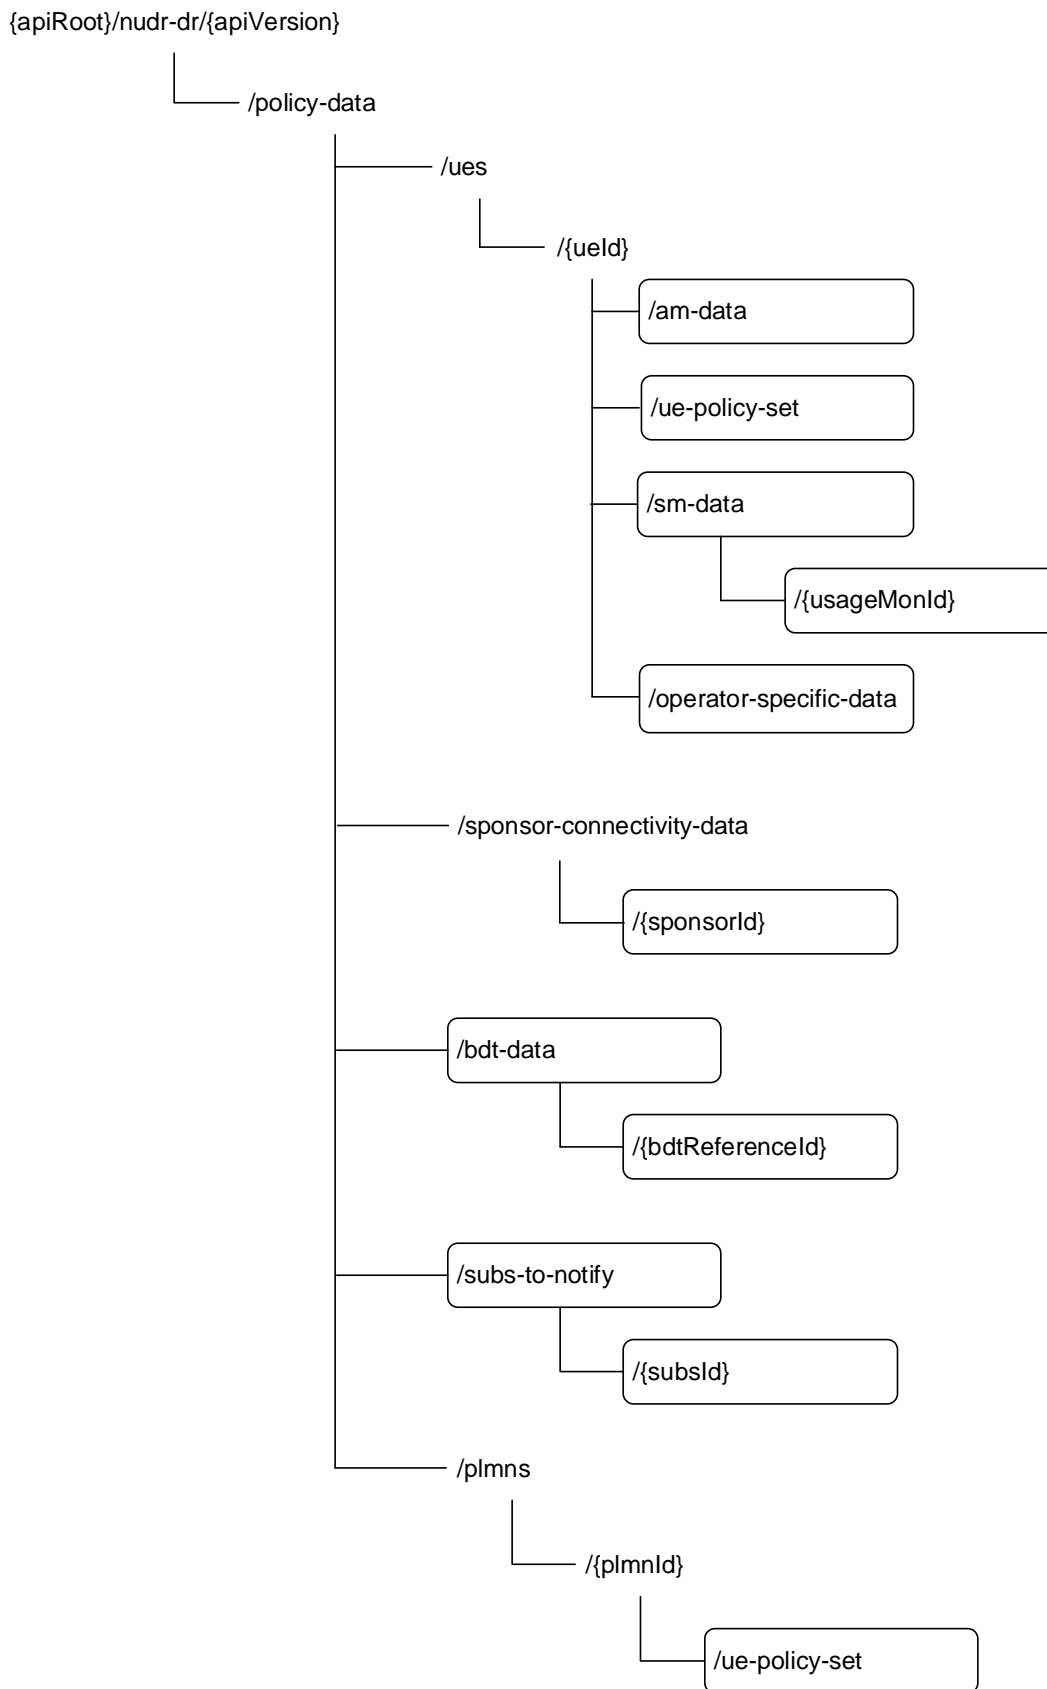 {apiRoot}/nudr-dr/{apiVersion}
/policy-data
/ues
/{ueId}
/am-data
/ue-policy-set
/sm-data
/{usageMonId}
/operator-specific-data
/sponsor-connectivity-data
/{sponsorId}
/bdt-data
/{bdtReferenceId}
/subs-to-notify
/{subsId}
/plmns
/{plmnId}
/ue-policy-set